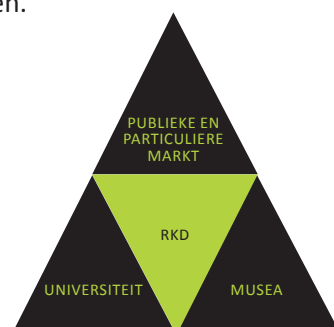 en.
PUBLIEKE EN
PARTICULIERE
MARKT
RKD
UNIVERSITEIT
MUSEA